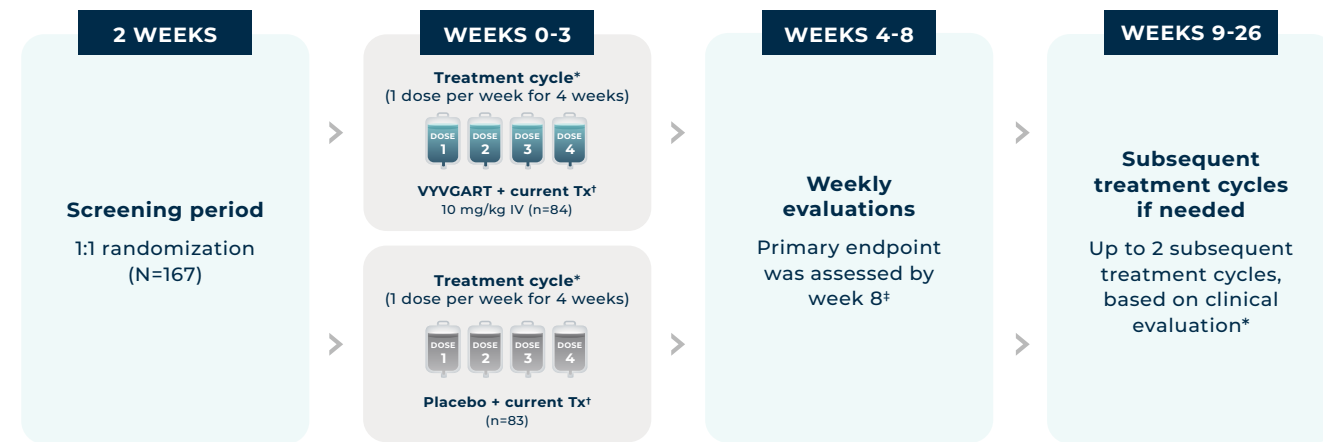 2 WEEKS
Screening period
1:1 randomization
(N=167)
WEEKS 0-3
Treatment cycle*
(1 dose per week for 4 weeks)
DOSE 1 DOSE 2 DOSE 3 DOSE 4
VYVGART + current Tx†
10 mg/kg IV (n=84)
Treatment cycle*
(1 dose per week for 4 weeks)
DOSE 1 DOSE 2 DOSE 3 DOSE 4
Placebo + current Tx†
(n=83)
WEEKS 4-8
Weekly
evaluations
Primary endpoint
was assessed by
week 8‡
WEEKS 9-26
Subsequent
treatment cycles
if needed
Up to 2 subsequent
treatment cycles,
based on clinical
evaluation*